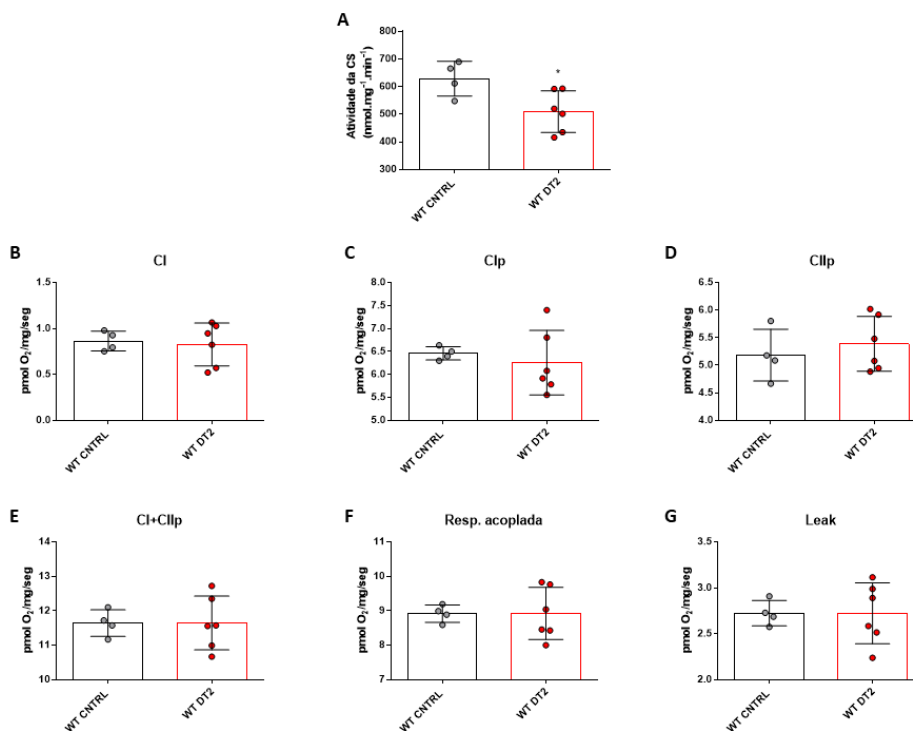 A
Atividade da CS
(nmol.mg⁻¹.min⁻¹)
800
700
600
500
400
300
*
WT CNTRL
WT DT2
B
CI
pmol O₂/mg/seg
1.5
1.0
0.5
0.0
WT CNTRL
WT DT2
C
CIp
pmol O₂/mg/seg
8.0
7.5
7.0
6.5
6.0
5.5
5.0
WT CNTRL
WT DT2
D
CIIp
pmol O₂/mg/seg
6.5
6.0
5.5
5.0
4.5
4.0
WT CNTRL
WT DT2
E
CI+CIIp
pmol O₂/mg/seg
14
13
12
11
10
WT CNTRL
WT DT2
F
Resp. acoplada
pmol O₂/mg/seg
11
10
9
8
7
WT CNTRL
WT DT2
G
Leak
pmol O₂/mg/seg
3.5
3.0
2.5
2.0
WT CNTRL
WT DT2